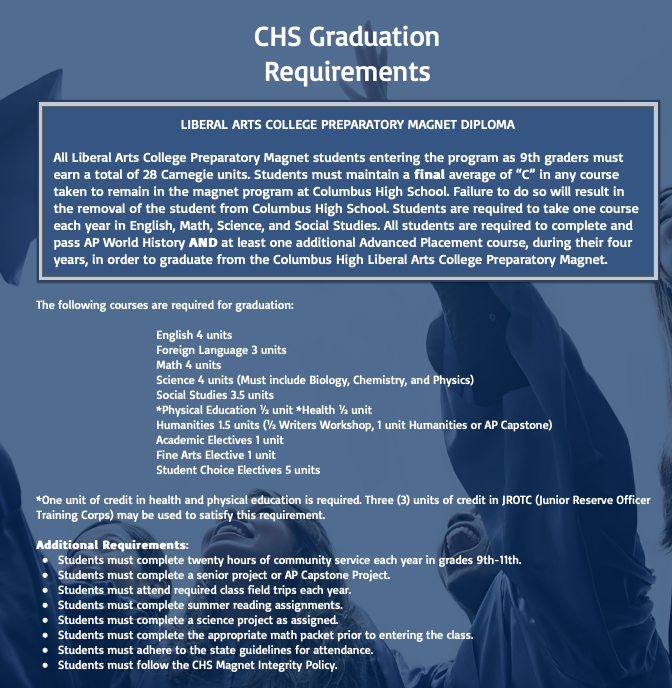 CHS Graduation
Requirements
LIBERAL ARTS COLLEGE PREPARATORY MAGNET DIPLOMA
All Liberal Arts College Preparatory Magnet students entering the program as 9th graders must
earn a total of 28 Carnegie units. Students must maintain a final average of “C” in any course
taken to remain in the magnet program at Columbus High School. Failure to do so will result in
the removal of the student from Columbus High School. Students are required to take one course
each year in English, Math, Science, and Social Studies. All students are required to complete and
pass AP World History AND at least one additional Advanced Placement course, during their four
years, in order to graduate from the Columbus High Liberal Arts College Preparatory Magnet.
The following courses are required for graduation:
English 4 units
Foreign Language 3 units
Math 4 units
Science 4 units (Must include Biology, Chemistry, and Physics)
Social Studies 3.5 units
*Physical Education ½ unit *Health ½ unit
Humanities 1.5 units (½ Writers Workshop, 1 unit Humanities or AP Capstone)
Academic Electives 1 unit
Fine Arts Elective 1 unit
Student Choice Electives 5 units
*One unit of credit in health and physical education is required. Three (3) units of credit in JROTC (Junior Reserve Officer
Training Corps) may be used to satisfy this requirement.
Additional Requirements:
• Students must complete twenty hours of community service each year in grades 9th-11th.
• Students must complete a senior project or AP Capstone Project.
• Students must attend required class field trips each year.
• Students must complete summer reading assignments.
• Students must complete a science project as assigned.
• Students must complete the appropriate math packet prior to entering the class.
• Students must adhere to the state guidelines for attendance.
• Students must follow the CHS Magnet Integrity Policy.